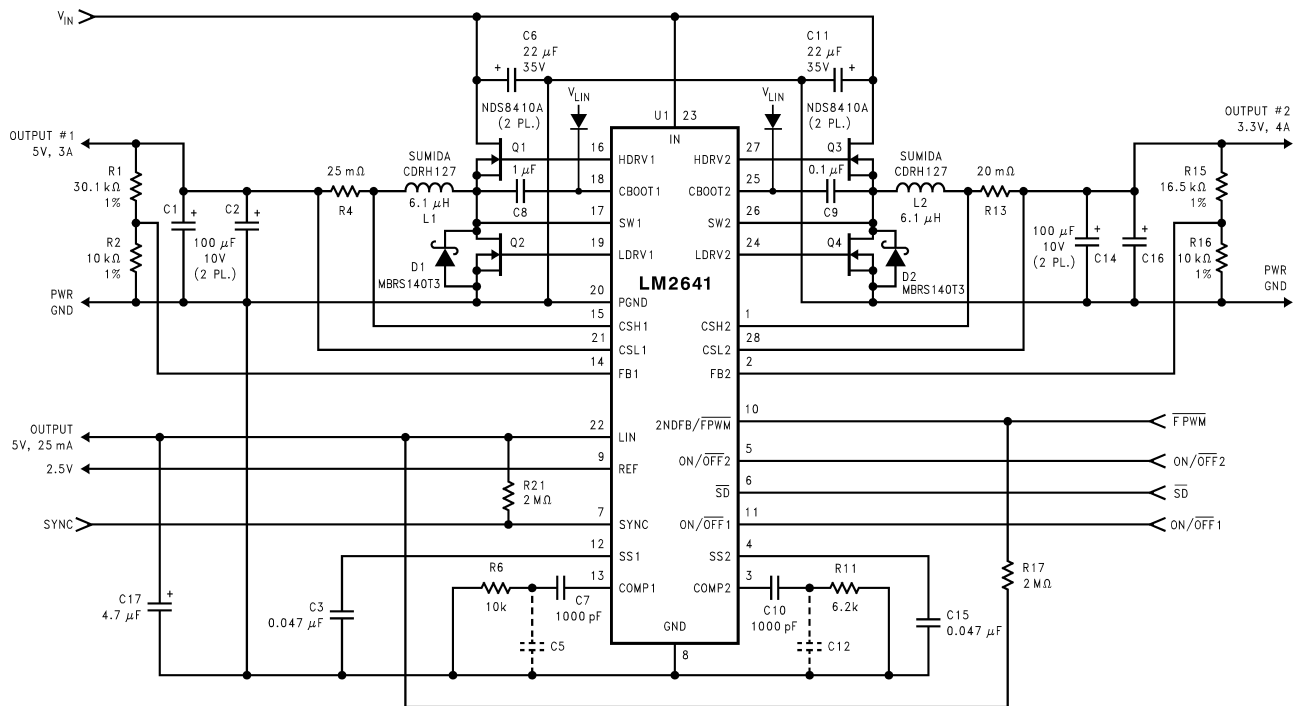 V_IN
C6
22 μF
35V
+
C11
22 μF
35V
+
NDS8410A
(2 PL.)
V_LIN
U1
23
IN
V_LIN
NDS8410A
(2 PL.)
OUTPUT #1
5V, 3A
OUTPUT #2
3.3V, 4A
R1
30.1 kΩ
1%
25 mΩ
R4
SUMIDA
CDRH127
6.1 μH
L1
Q1
1 μF
C8
16
HDRV1
18
CBOOT1
17
SW1
19
LDRV1
27
HDRV2
25
CBOOT2
26
SW2
24
LDRV2
Q3
0.1 μF
C9
SUMIDA
CDRH127
L2
6.1 μH
20 mΩ
R13
R15
16.5 kΩ
1%
C1
+
C2
+
100 μF
10V
(2 PL.)
R2
10 kΩ
1%
Q2
D1
MBRS140T3
Q4
D2
MBRS140T3
100 μF
10V
(2 PL.)
+
C14
+
C16
R16
10 kΩ
1%
LM2641
PWR
GND
PWR
GND
20
PGND
15
CSH1
21
CSL1
14
FB1
1
CSH2
28
CSL2
2
FB2
OUTPUT
5V, 25 mA
22
LIN
2.5V
9
REF
R21
2 MΩ
SYNC
7
SYNC
12
SS1
13
COMP1
10
2NDFB/FPWM
FPWM
5
ON/OFF2
ON/OFF2
6
SD
SD
11
ON/OFF1
ON/OFF1
4
SS2
3
COMP2
R17
2 MΩ
C17
4.7 μF
+
C3
0.047 μF
R6
10k
C7
1000 pF
C5
GND
8
C10
1000 pF
R11
6.2k
C12
C15
0.047 μF